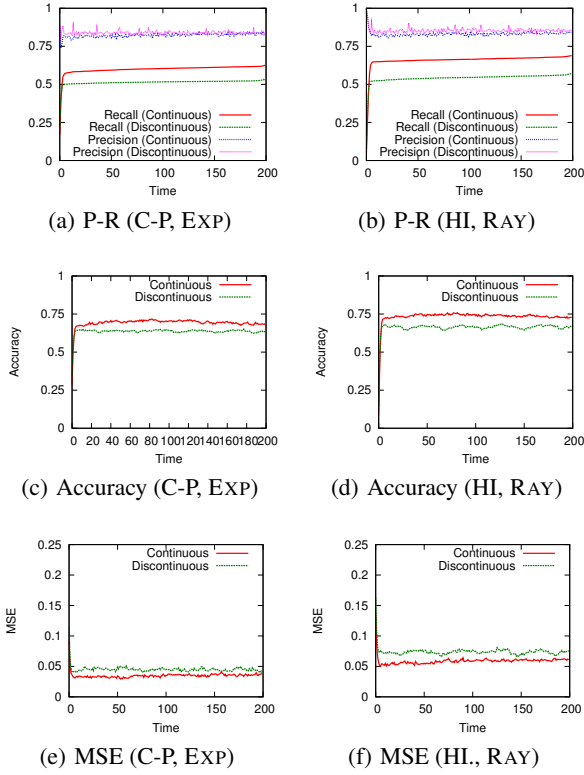 1
0.75
0.5
0.25
0
Recall (Continuous)
Recall (Discontinuous)
Precision (Continuous)
Precision (Discontinuous)
0 50 100 150 200
Time
(a) P-R (C-P, EXP)
1
0.75
0.5
0.25
0
Recall (Continuous)
Recall (Discontinuous)
Precision (Continuous)
Precision (Discontinuous)
0 50 100 150 200
Time
(b) P-R (HI, RAY)
1
0.75
0.5
0.25
0
Accuracy
Continuous
Discontinuous
0 20 40 60 80 100120140160180200
Time
(c) Accuracy (C-P, EXP)
1
0.75
0.5
0.25
0
Accuracy
Continuous
Discontinuous
0 50 100 150 200
Time
(d) Accuracy (HI, RAY)
0.25
0.2
0.15
0.1
0.05
0
MSE
Continuous
Discontinuous
0 50 100 150 200
Time
(e) MSE (C-P, EXP)
0.25
0.2
0.15
0.1
0.05
0
MSE
Continuous
Discontinuous
0 50 100 150 200
Time
(f) MSE (HI., RAY)